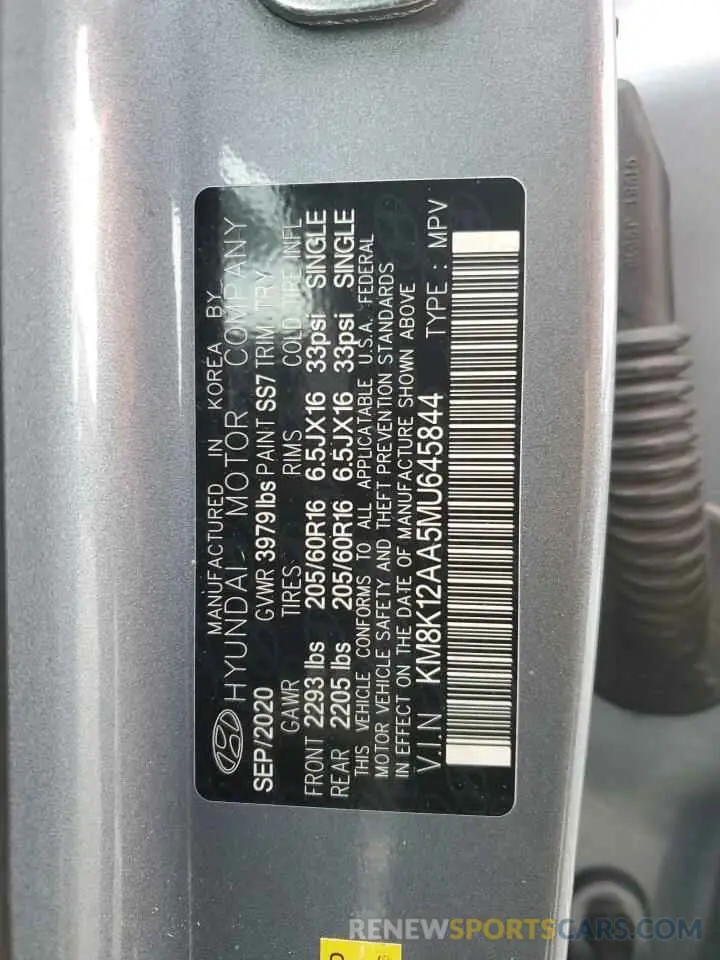 MANUFACTURED IN KOREA BY
HYUNDAI MOTOR COMPANY
SEP/2020 GVWR 3979lbs PAINT SS7 TRIM TRY
GAWR TIRES RIMS COLD TIRE INFL
FRONT 2293 lbs 205/60R16 6.5JX16 33psi SINGLE
REAR 2205 lbs 205/60R16 6.5JX16 33psi SINGLE
THIS VEHICLE CONFORMS TO ALL APPLICABLE U.S.A. FEDERAL
MOTOR VEHICLE SAFETY AND THEFT PREVENTION STANDARDS
IN EFFECT ON THE DATE OF MANUFACTURE SHOWN ABOVE
V.I.N KM8K12AA5MU645844 TYPE : MPV
RENEWSPORTSCARS.COM